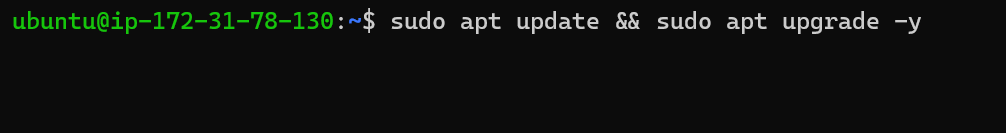 ubuntu@ip-172-31-78-130:~$ sudo apt update && sudo apt upgrade -y